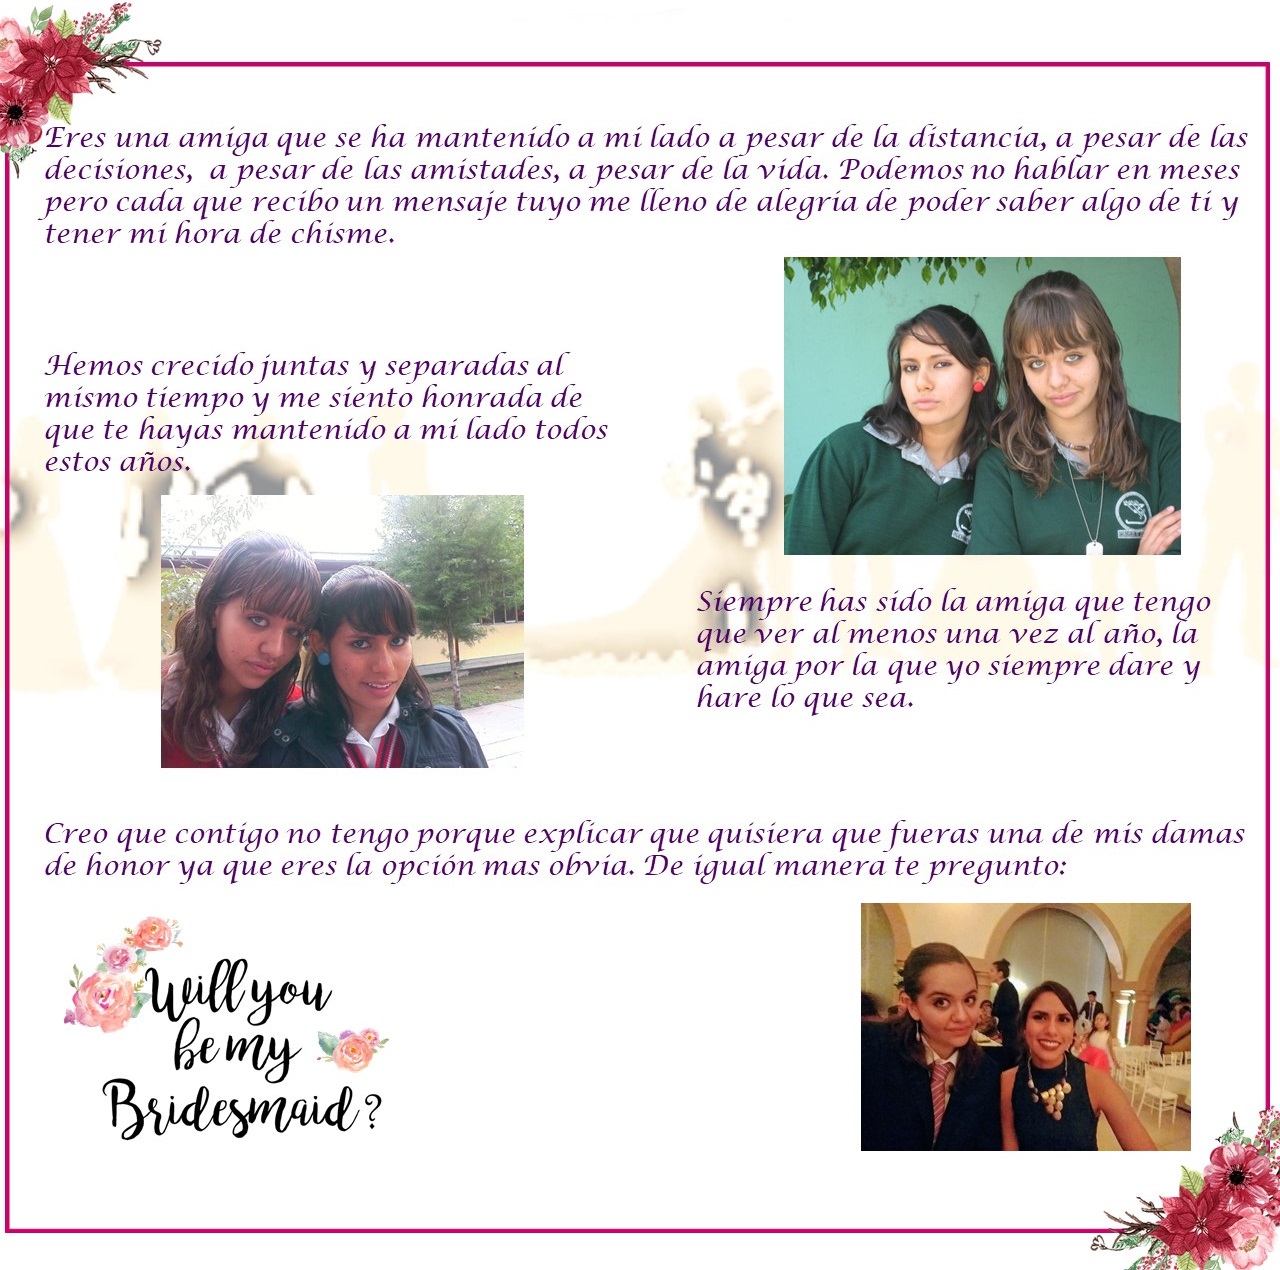 Eres una amiga que se ha mantenido a mi lado a pesar de la distancia, a pesar de las
decisiones,  a pesar de las amistades, a pesar de la vida. Podemos no hablar en meses
pero cada que recibo un mensaje tuyo me lleno de alegria de poder saber algo de ti y
tener mi hora de chisme.
Hemos crecido juntas y separadas al
mismo tiempo y me siento honrada de
que te hayas mantenido a mi lado todos
estos años.
Siempre has sido la amiga que tengo
que ver al menos una vez al año, la
amiga por la que yo siempre dare y
hare lo que sea.
Creo que contigo no tengo porque explicar que quisiera que fueras una de mis damas
de honor ya que eres la opción mas obvia. De igual manera te pregunto:
Will you
be my
Bridesmaid?